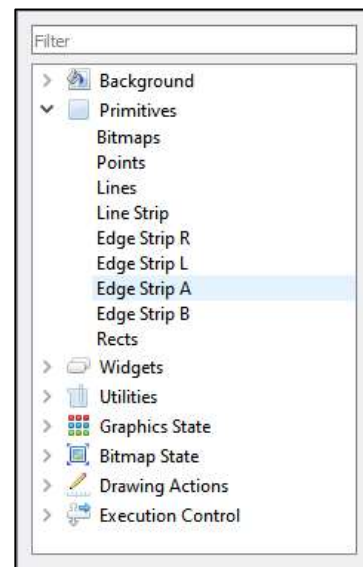 Filter
Background
Primitives
Bitmaps
Points
Lines
Line Strip
Edge Strip R
Edge Strip L
Edge Strip A
Edge Strip B
Rects
Widgets
Utilities
Graphics State
Bitmap State
Drawing Actions
Execution Control